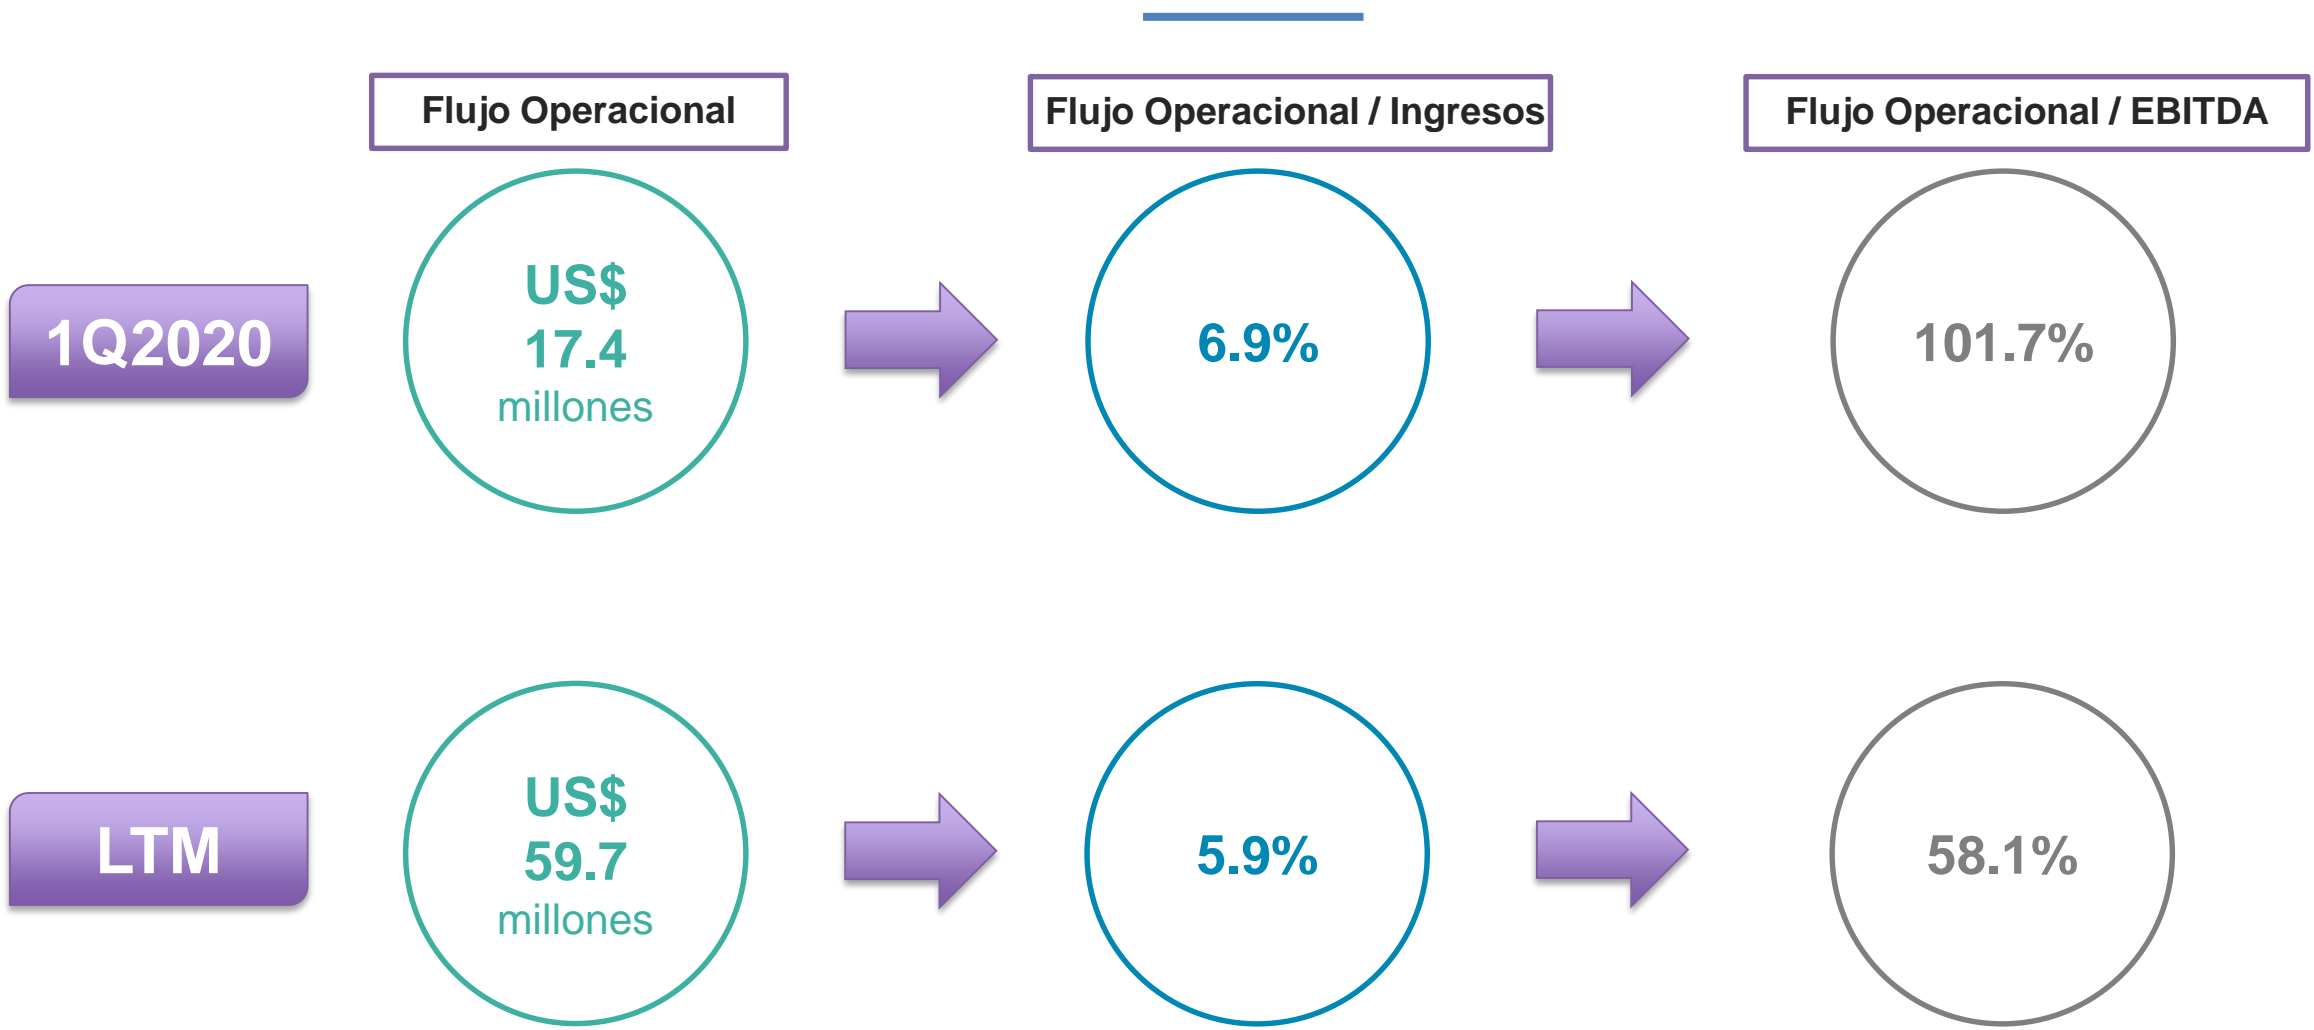 Flujo Operacional
Flujo Operacional / Ingresos
Flujo Operacional / EBITDA
1Q2020
US$
17.4
millones
6.9%
101.7%
LTM
US$
59.7
millones
5.9%
58.1%